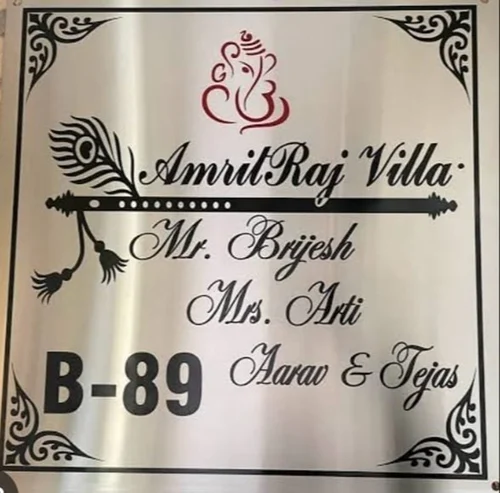 AmritRaj Villa.
Mr. Brijesh
Mrs. Arti
Aarav & Tejas
B-89